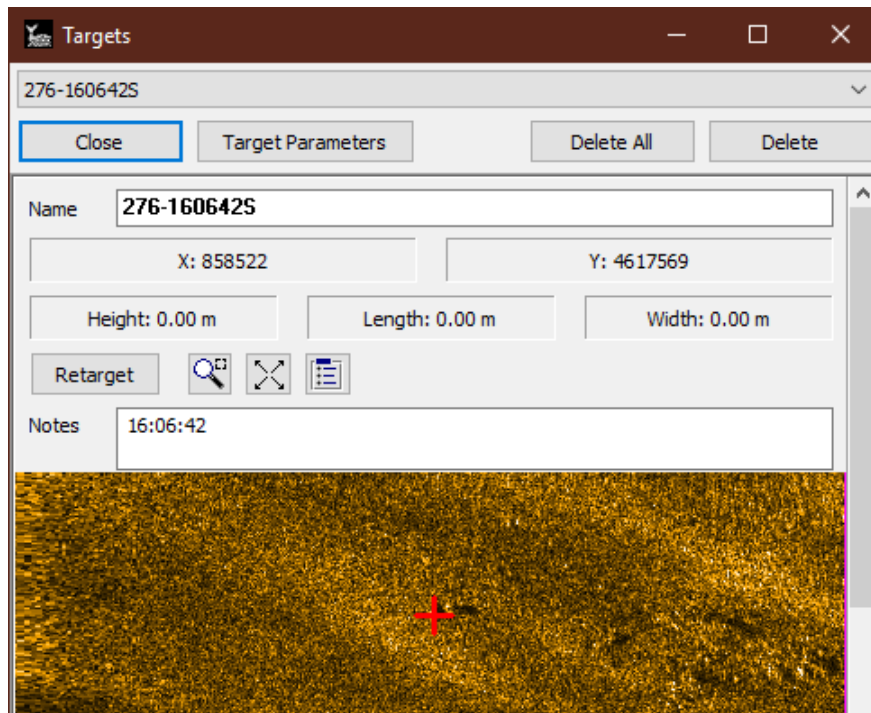 Targets
276-160642S
Close Target Parameters Delete All Delete
Name 276-160642S
X: 858522 Y: 4617569
Height: 0.00 m Length: 0.00 m Width: 0.00 m
Retarget
Notes 16:06:42